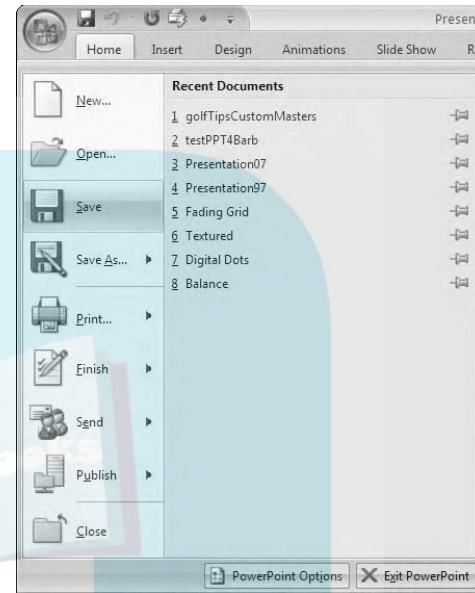 Presen
Home Insert Design Animations Slide Show R
New...
Open...
Save
Save As...
Print...
Finish
Send
Publish
Close
Recent Documents
1 golfTipsCustomMasters
2 testPPT4Barb
3 Presentation07
4 Presentation97
5 Fading Grid
6 Textured
7 Digital Dots
8 Balance
PowerPoint Options Exit PowerPoint